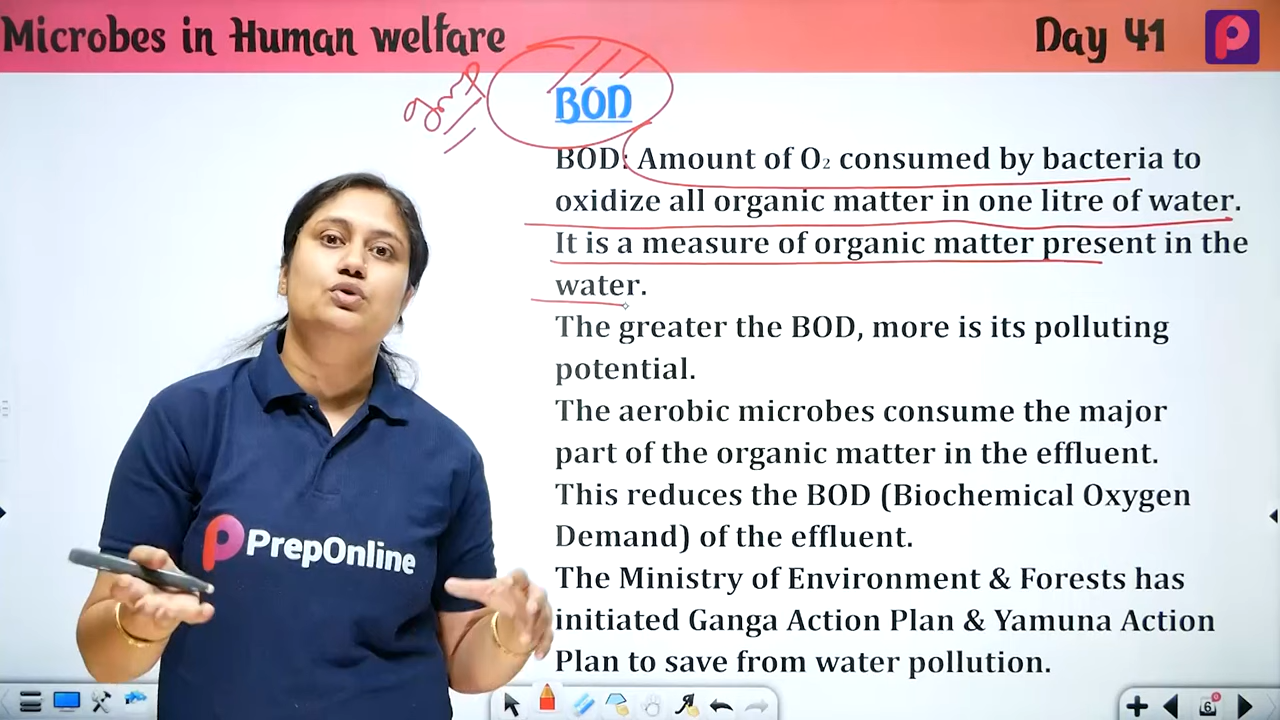 Microbes in Human welfare
Day 41
Imp
BOD
BOD: Amount of O₂ consumed by bacteria to
oxidize all organic matter in one litre of water.
It is a measure of organic matter present in the
water.
The greater the BOD, more is its polluting
potential.
The aerobic microbes consume the major
part of the organic matter in the effluent.
This reduces the BOD (Biochemical Oxygen
Demand) of the effluent.
The Ministry of Environment & Forests has
initiated Ganga Action Plan & Yamuna Action
Plan to save from water pollution.
PrepOnline
6